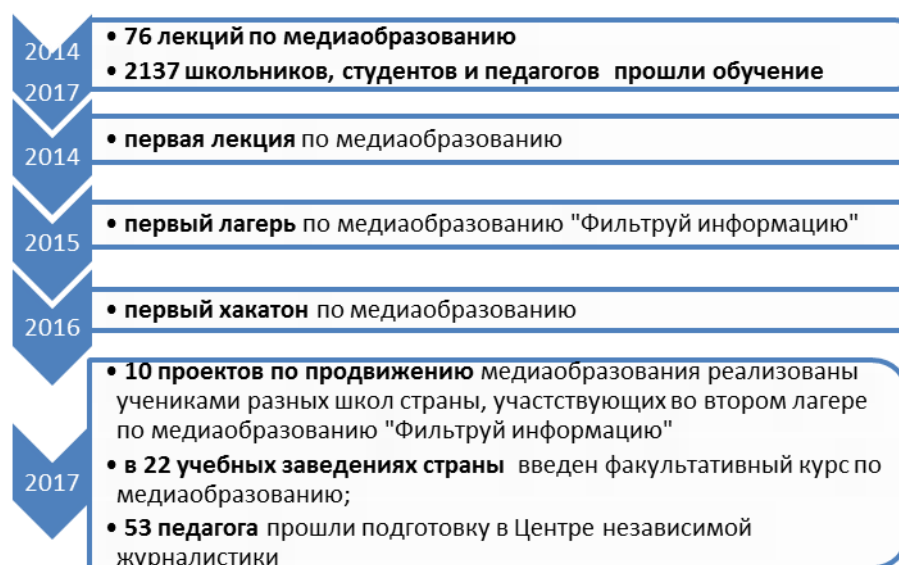 2014
2017
• 76 лекций по медиаобразованию
• 2137 школьников, студентов и педагогов прошли обучение
2014
• первая лекция по медиаобразованию
2015
• первый лагерь по медиаобразованию "Фильтруй информацию"
2016
• первый хакатон по медиаобразованию
2017
• 10 проектов по продвижению медиаобразования реализованы
учениками разных школ страны, участствующих во втором лагере
по медиаобразованию "Фильтруй информацию"
• в 22 учебных заведениях страны введен факультативный курс по
медиаобразованию;
• 53 педагога прошли подготовку в Центре независимой
журналистики